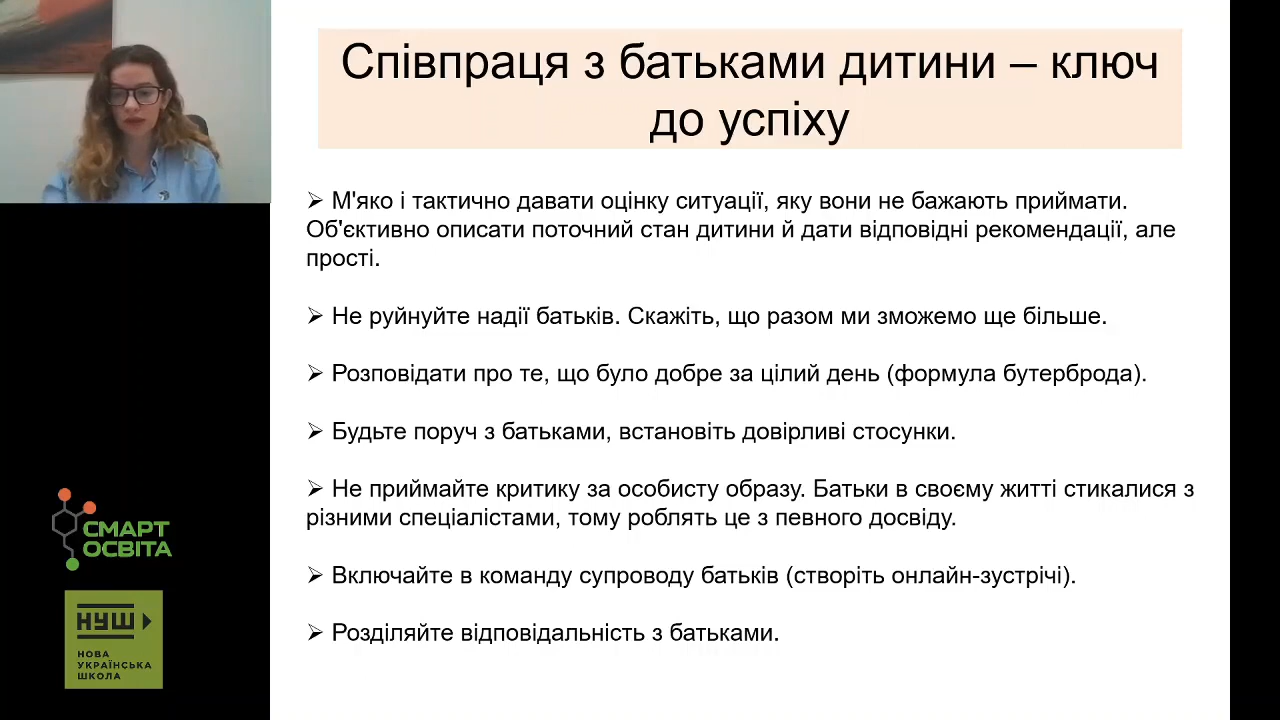 Співпраця з батьками дитини – ключ
до успіху
➢ М'яко і тактично давати оцінку ситуації, яку вони не бажають приймати.
Об'єктивно описати поточний стан дитини й дати відповідні рекомендації, але
прості.
➢ Не руйнуйте надії батьків. Скажіть, що разом ми зможемо ще більше.
➢ Розповідати про те, що було добре за цілий день (формула бутерброда).
➢ Будьте поруч з батьками, встановіть довірливі стосунки.
➢ Не приймайте критику за особисту образу. Батьки в своєму житті стикалися з
різними спеціалістами, тому роблять це з певного досвіду.
➢ Включайте в команду супроводу батьків (створіть онлайн-зустрічі).
➢ Розділяйте відповідальність з батьками.
СМАРТ
ОСВІТА
НУШ
НОВА
УКРАЇНСЬКА
ШКОЛА